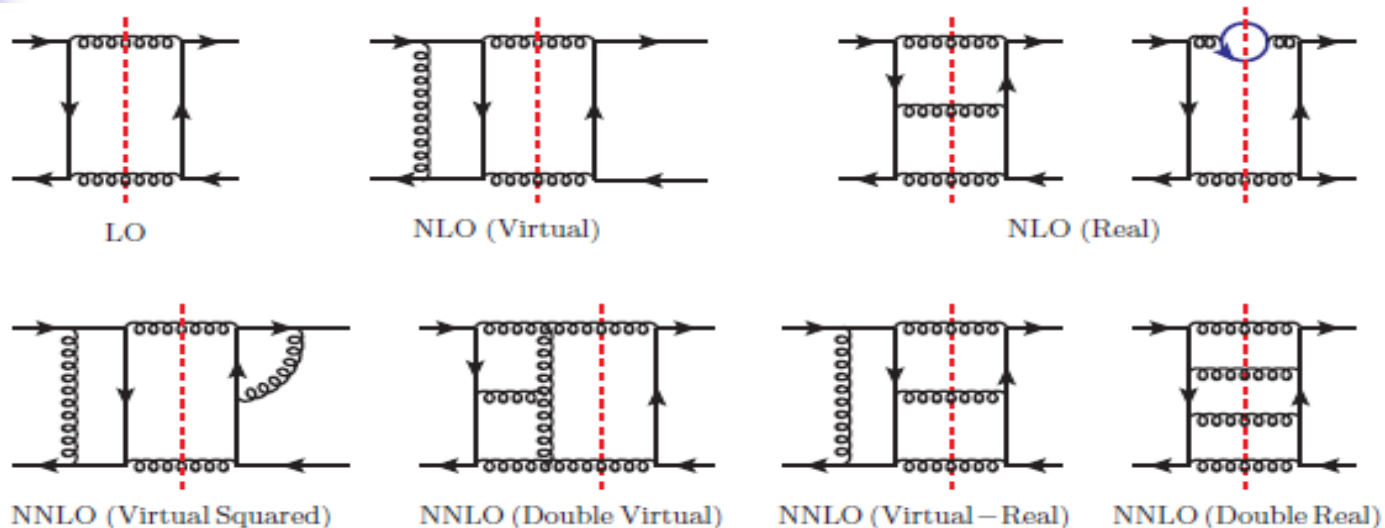 LO
NLO (Virtual)
NLO (Real)
NNLO (Virtual Squared)
NNLO (Double Virtual)
NNLO (Virtual−Real)
NNLO (Double Real)